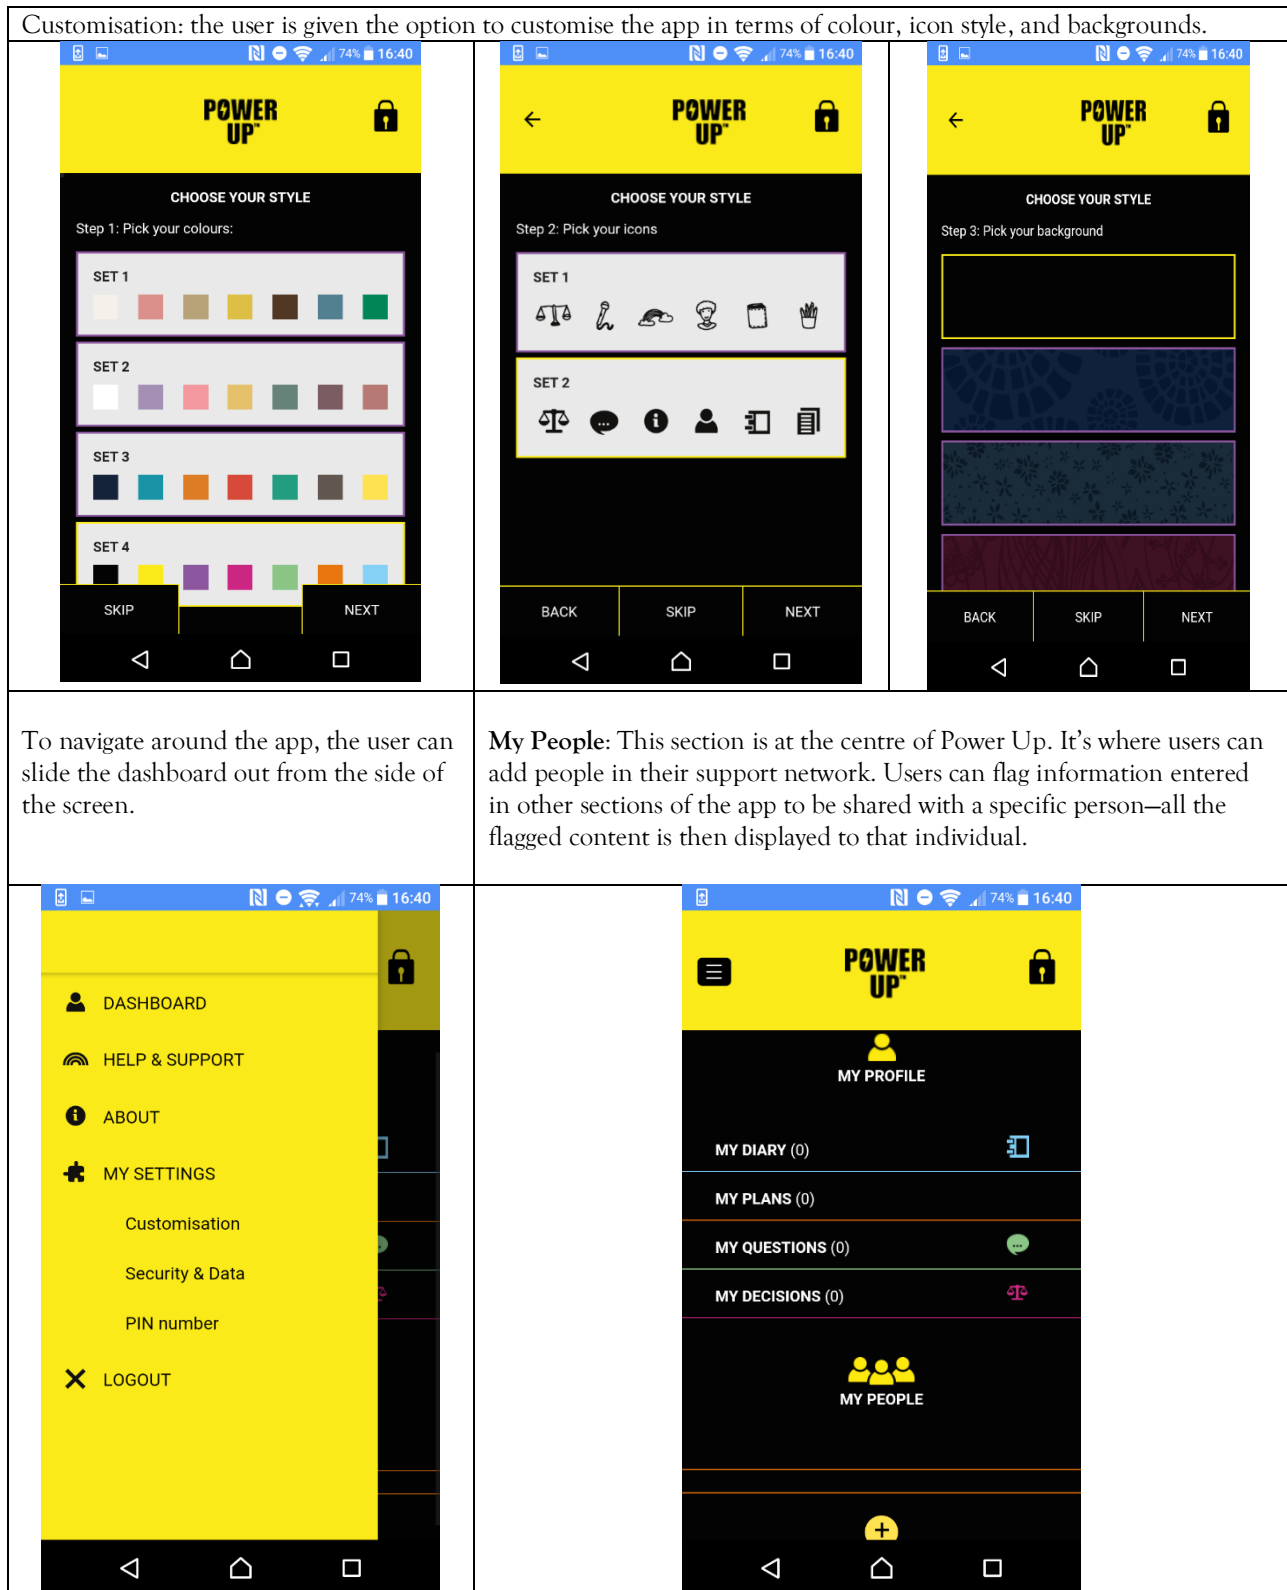 Customisation: the user is given the option to customise the app in terms of colour, icon style, and backgrounds.
74% 16:40
POWER
UP™
CHOOSE YOUR STYLE
Step 1: Pick your colours:
SET 1
SET 2
SET 3
SET 4
SKIP NEXT
74% 16:40
POWER
UP™
CHOOSE YOUR STYLE
Step 2: Pick your icons
SET 1
SET 2
BACK SKIP NEXT
74% 16:40
POWER
UP™
CHOOSE YOUR STYLE
Step 3: Pick your background
BACK SKIP NEXT
To navigate around the app, the user can
slide the dashboard out from the side of
the screen.
My People: This section is at the centre of Power Up. It’s where users can
add people in their support network. Users can flag information entered
in other sections of the app to be shared with a specific person—all the
flagged content is then displayed to that individual.
74% 16:40
DASHBOARD
HELP & SUPPORT
ABOUT
MY SETTINGS
Customisation
Security & Data
PIN number
LOGOUT
74% 16:40
POWER
UP™
MY PROFILE
MY DIARY (0)
MY PLANS (0)
MY QUESTIONS (0)
MY DECISIONS (0)
MY PEOPLE